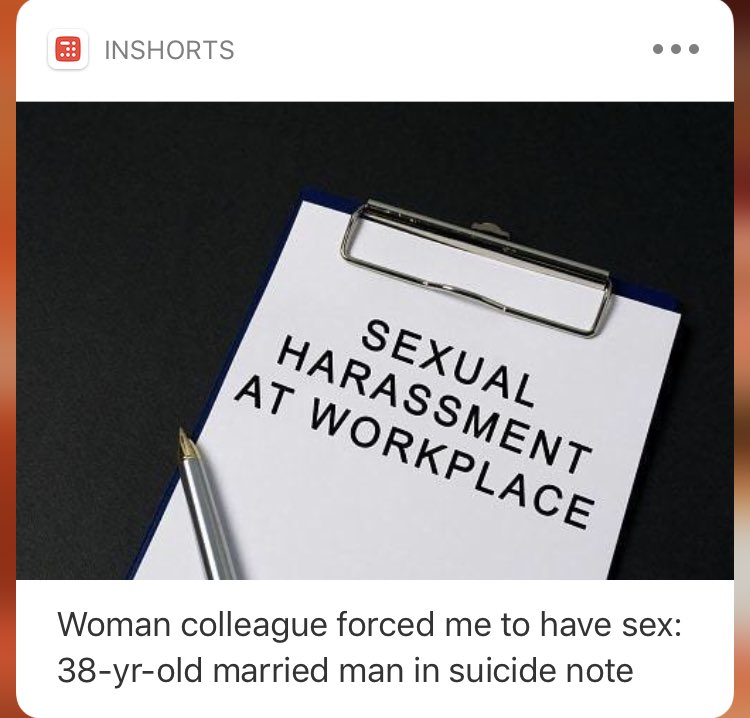 INSHORTS
SEXUAL
HARASSMENT
AT WORKPLACE
Woman colleague forced me to have sex:
38-yr-old married man in suicide note